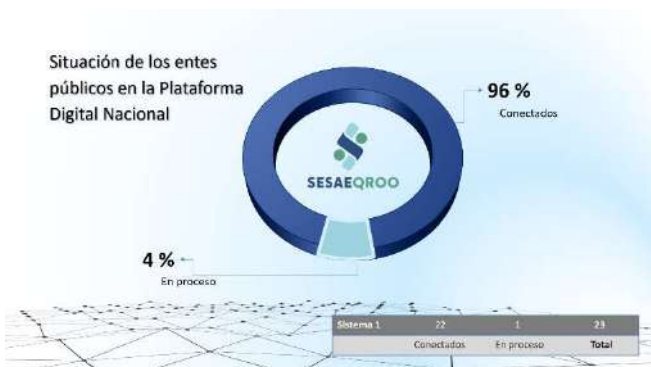 Situación de los entes
públicos en la Plataforma
Digital Nacional
96 %
Conectados
SESAEQROO
4 %
En proceso
Sistema 1 22 1 23
Conectados En proceso Total